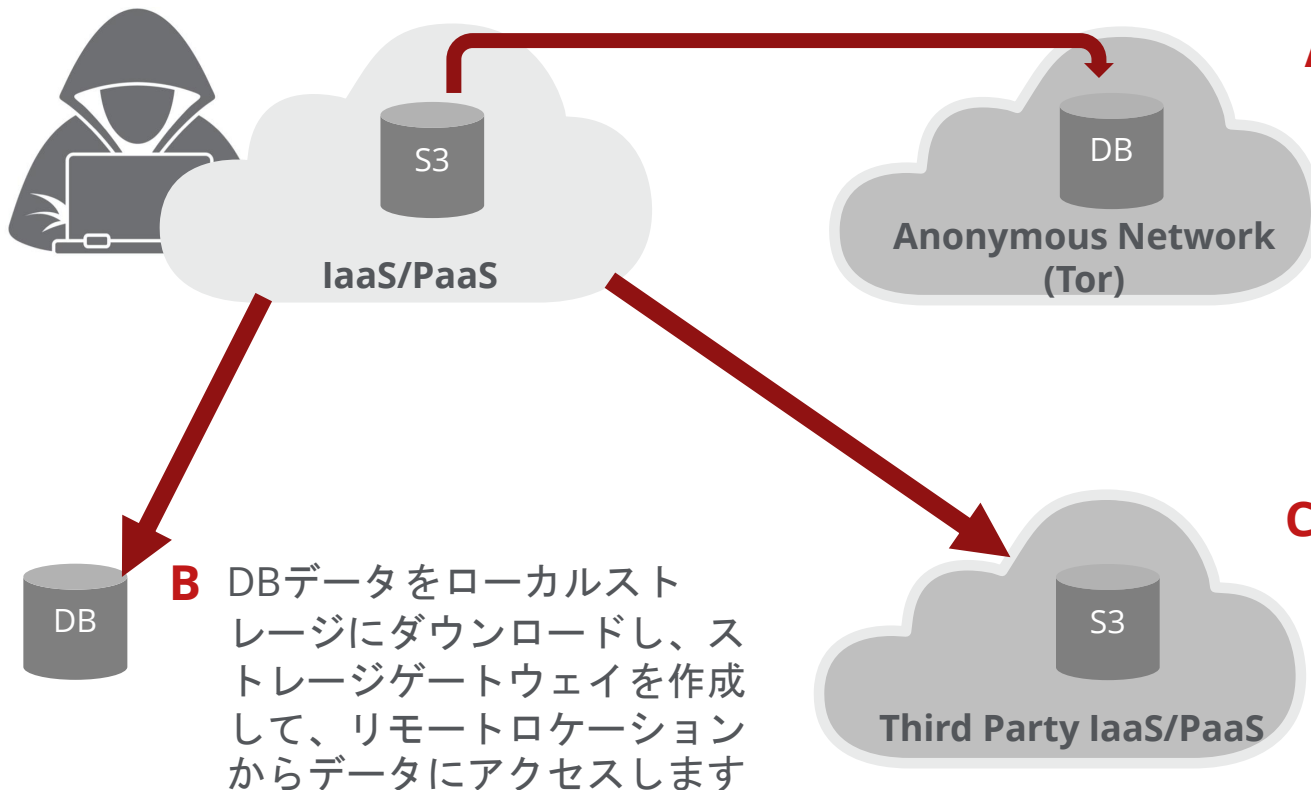 S3
IaaS/PaaS
DB
Anonymous Network
(Tor)
DB
B DBデータをローカルスト
レージにダウンロードし、ス
トレージゲートウェイを作成
して、リモートロケーション
からデータにアクセスします
C
S3
Third Party IaaS/PaaS